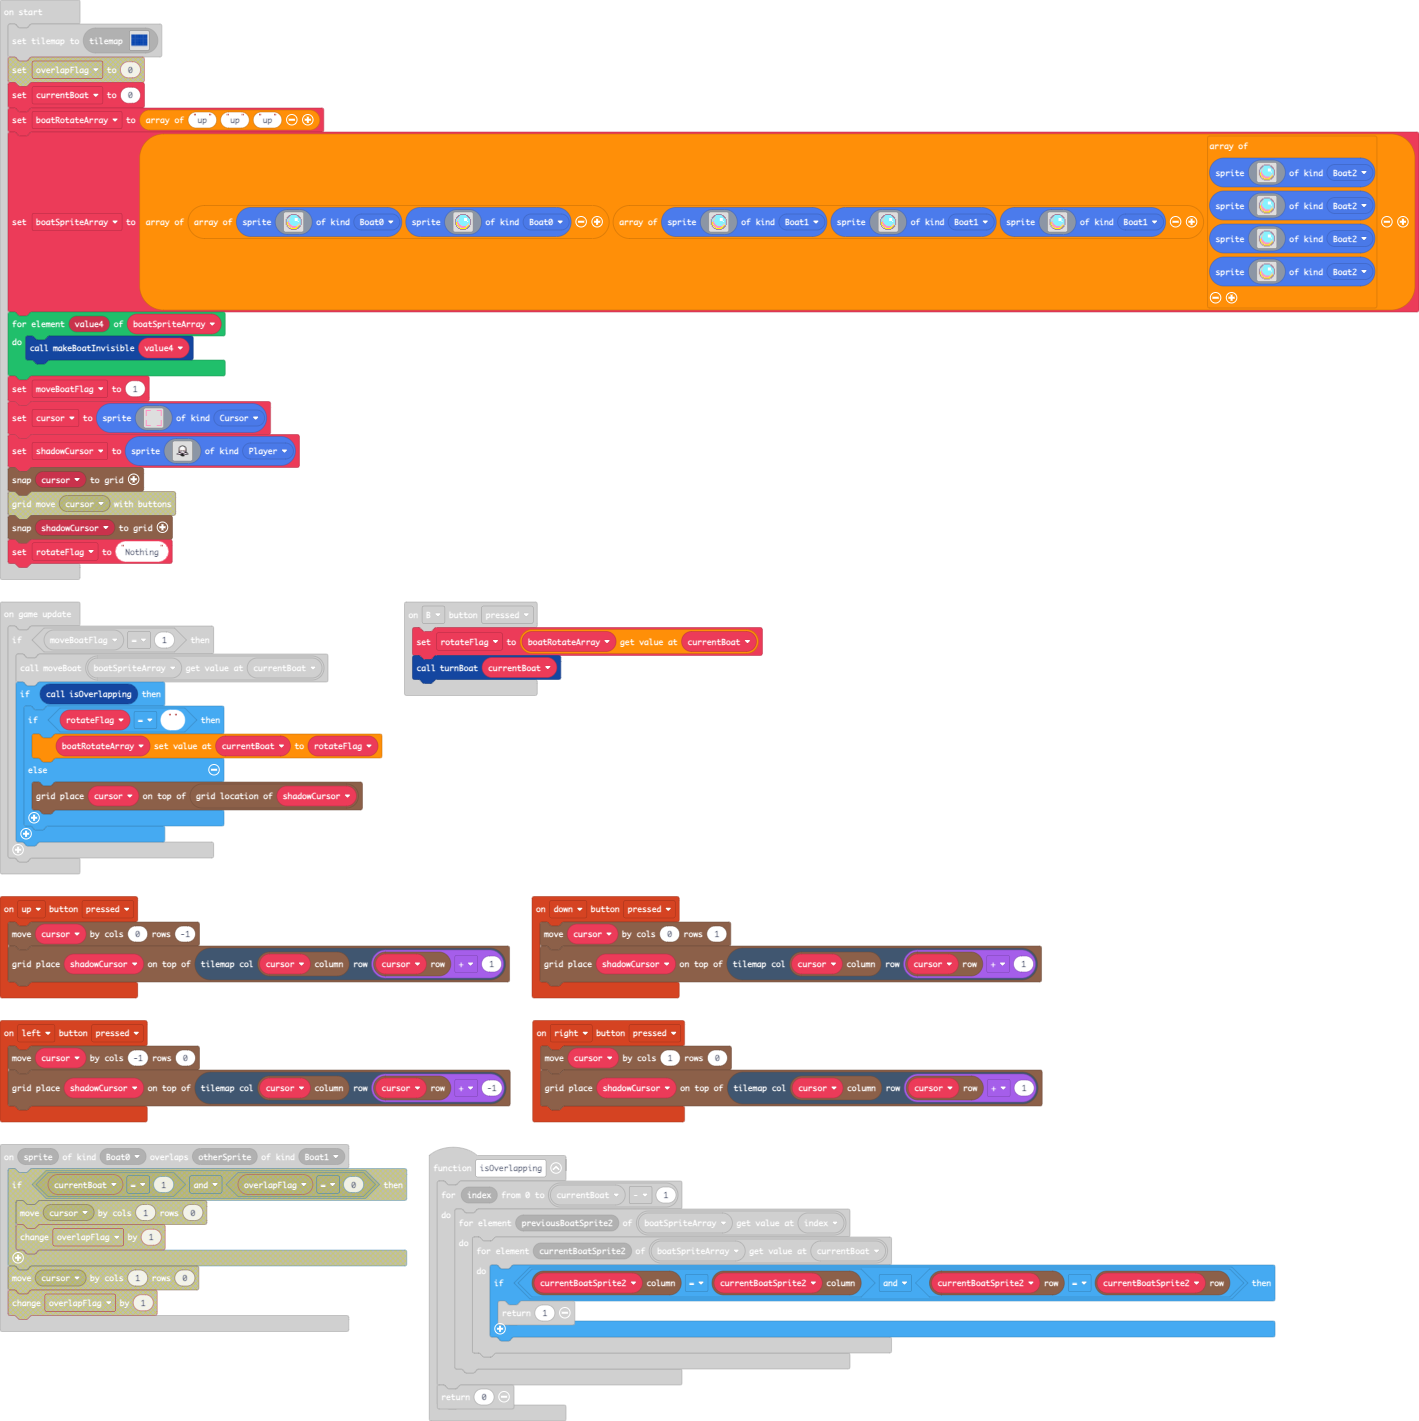 on start
set tilemap to tilemap
set overlapFlag to 0
set currentBoat to 0
set boatRotateArray to array of "up" "up" "up"
set boatSpriteArray to array of array of sprite of kind Boat0 sprite of kind Boat0 array of sprite of kind Boat1 sprite of kind Boat1 sprite of kind Boat1 array of
sprite of kind Boat2
sprite of kind Boat2
sprite of kind Boat2
sprite of kind Boat2
for element value4 of boatSpriteArray
do call makeBoatInvisible value4
set moveBoatFlag to 1
set cursor to sprite of kind Cursor
set shadowCursor to sprite of kind Player
snap cursor to grid
grid move cursor with buttons
snap shadowCursor to grid
set rotateFlag to "Nothing"
on game update
if moveBoatFlag = 1 then
call moveBoat boatSpriteArray get value at currentBoat
if call isOverlapping then
if rotateFlag = "" then
boatRotateArray set value at currentBoat to rotateFlag
else
grid place cursor on top of grid location of shadowCursor
on B button pressed
set rotateFlag to boatRotateArray get value at currentBoat
call turnBoat currentBoat
on up button pressed
move cursor by cols 0 rows -1
grid place shadowCursor on top of tilemap col cursor column row cursor row + 1
on down button pressed
move cursor by cols 0 rows 1
grid place shadowCursor on top of tilemap col cursor column row cursor row + 1
on left button pressed
move cursor by cols -1 rows 0
grid place shadowCursor on top of tilemap col cursor column row cursor row + -1
on right button pressed
move cursor by cols 1 rows 0
grid place shadowCursor on top of tilemap col cursor column row cursor row + 1
on sprite of kind Boat0 overlaps otherSprite of kind Boat1
if currentBoat = 1 and overlapFlag = 0 then
move cursor by cols 1 rows 0
change overlapFlag by 1
move cursor by cols 1 rows 0
change overlapFlag by 1
function isOverlapping
for index from 0 to currentBoat - 1
do for element previousBoatSprite2 of boatSpriteArray get value at index
do for element currentBoatSprite2 of boatSpriteArray get value at currentBoat
do if currentBoatSprite2 column = currentBoatSprite2 column and currentBoatSprite2 row = currentBoatSprite2 row then
return 1
return 0